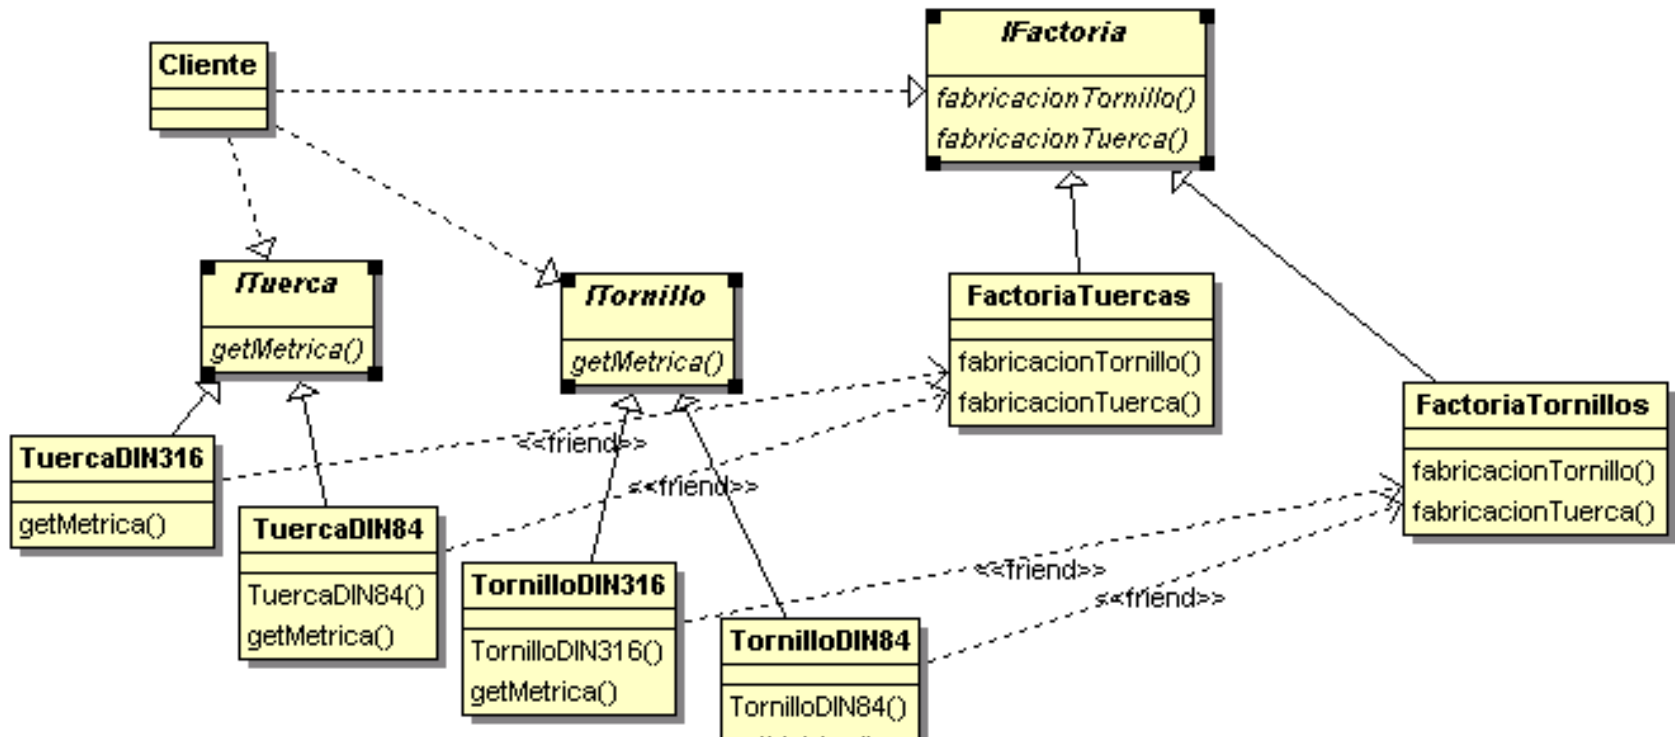 Cliente
IFactoria
fabricacionTornillo()
fabricacionTuerca()
ITuerca
getMetrica()
ITornillo
getMetrica()
FactoriaTuercas
fabricacionTornillo()
fabricacionTuerca()
FactoriaTornillos
fabricacionTornillo()
fabricacionTuerca()
TuercaDIN316
getMetrica()
<<friend>>
<<friend>>
TuercaDIN84
TuercaDIN84()
getMetrica()
TornilloDIN316
TornilloDIN316()
getMetrica()
<<friend>>
<<friend>>
TornilloDIN84
TornilloDIN84()